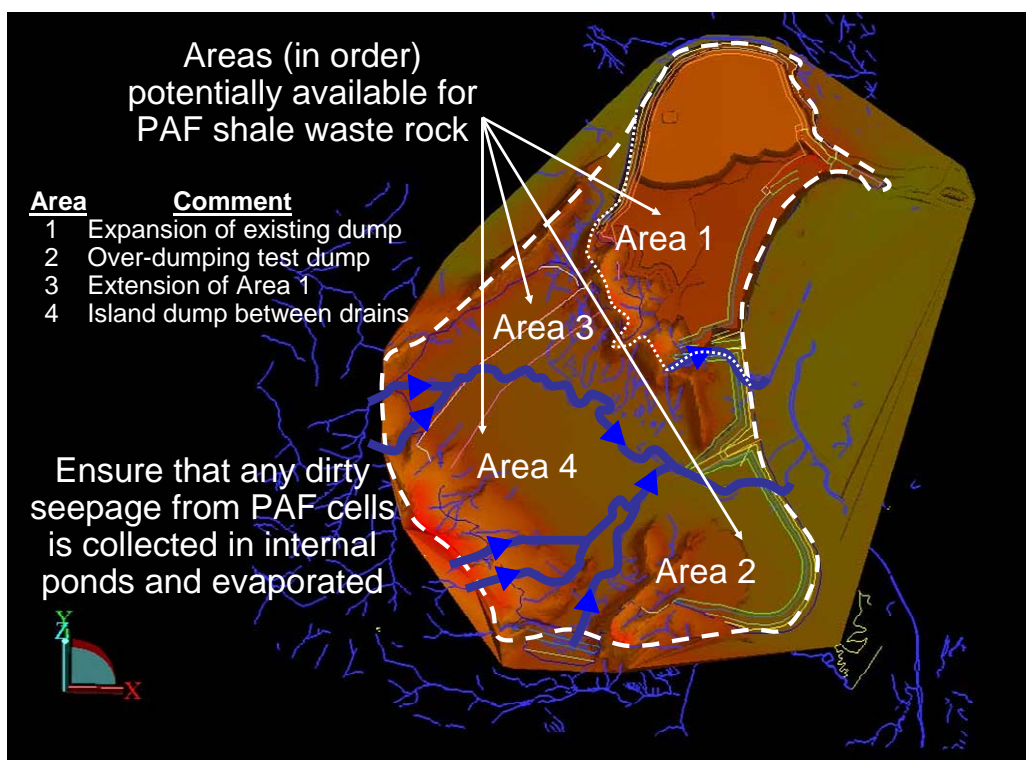 Areas (in order)
potentially available for
PAF shale waste rock
Area Comment
1 Expansion of existing dump
2 Over-dumping test dump
3 Extension of Area 1
4 Island dump between drains
Area 1
Area 3
Area 4
Area 2
Ensure that any dirty
seepage from PAF cells
is collected in internal
ponds and evaporated
Y
Z
X